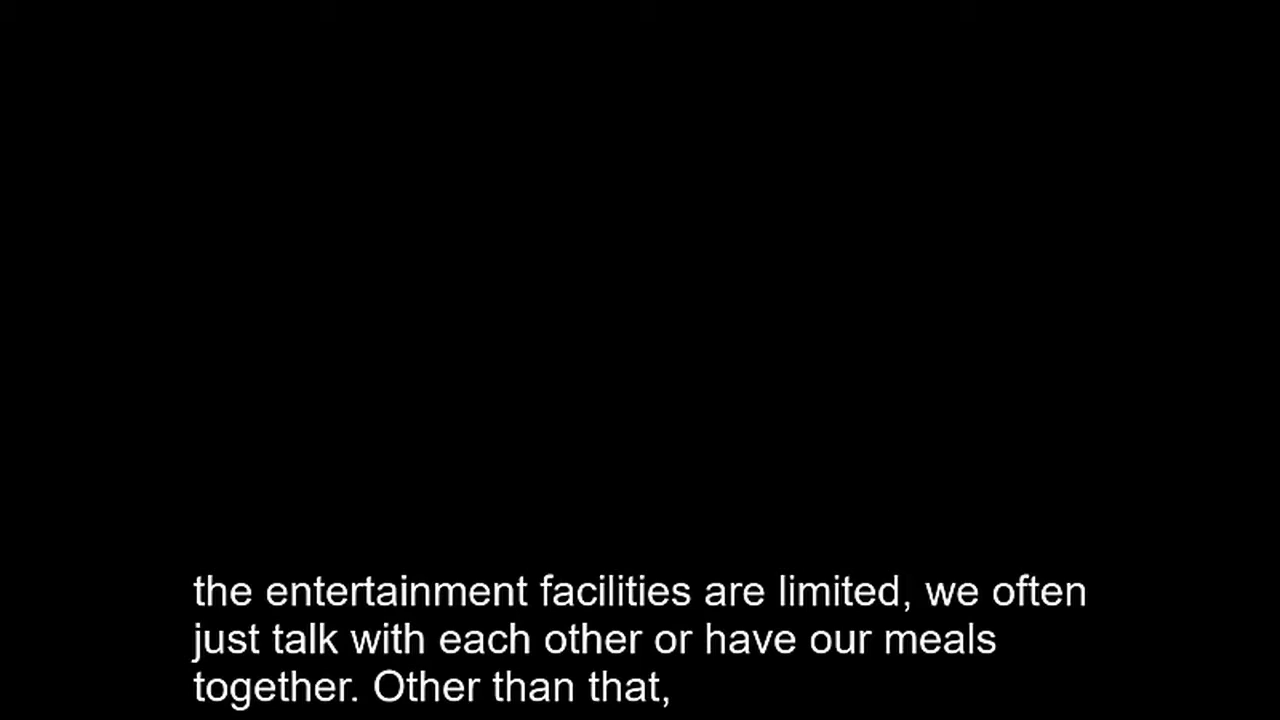 the entertainment facilities are limited, we often
just talk with each other or have our meals
together. Other than that,